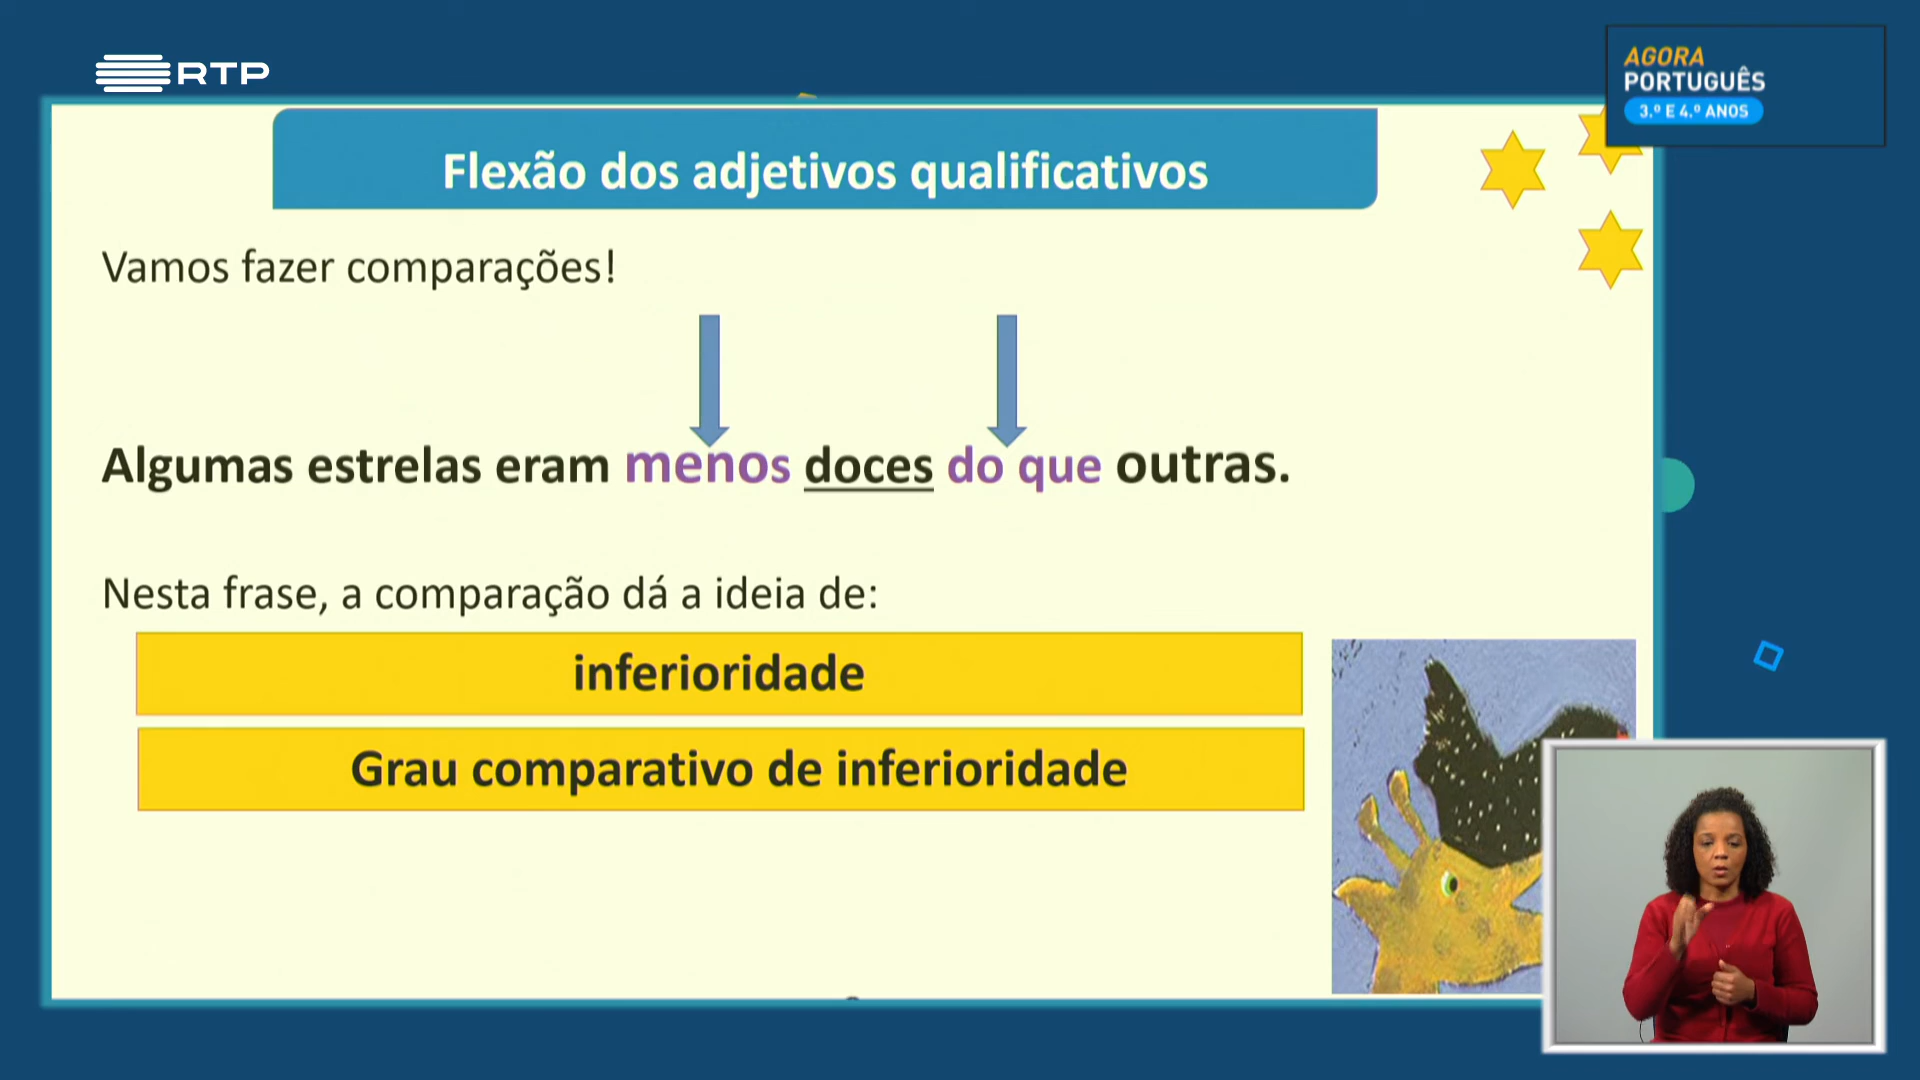 RTP
AGORA
PORTUGUÊS
3.º E 4.º ANOS
Flexão dos adjetivos qualificativos
Vamos fazer comparações!
Algumas estrelas eram menos doces do que outras.
Nesta frase, a comparação dá a ideia de:
inferioridade
Grau comparativo de inferioridade